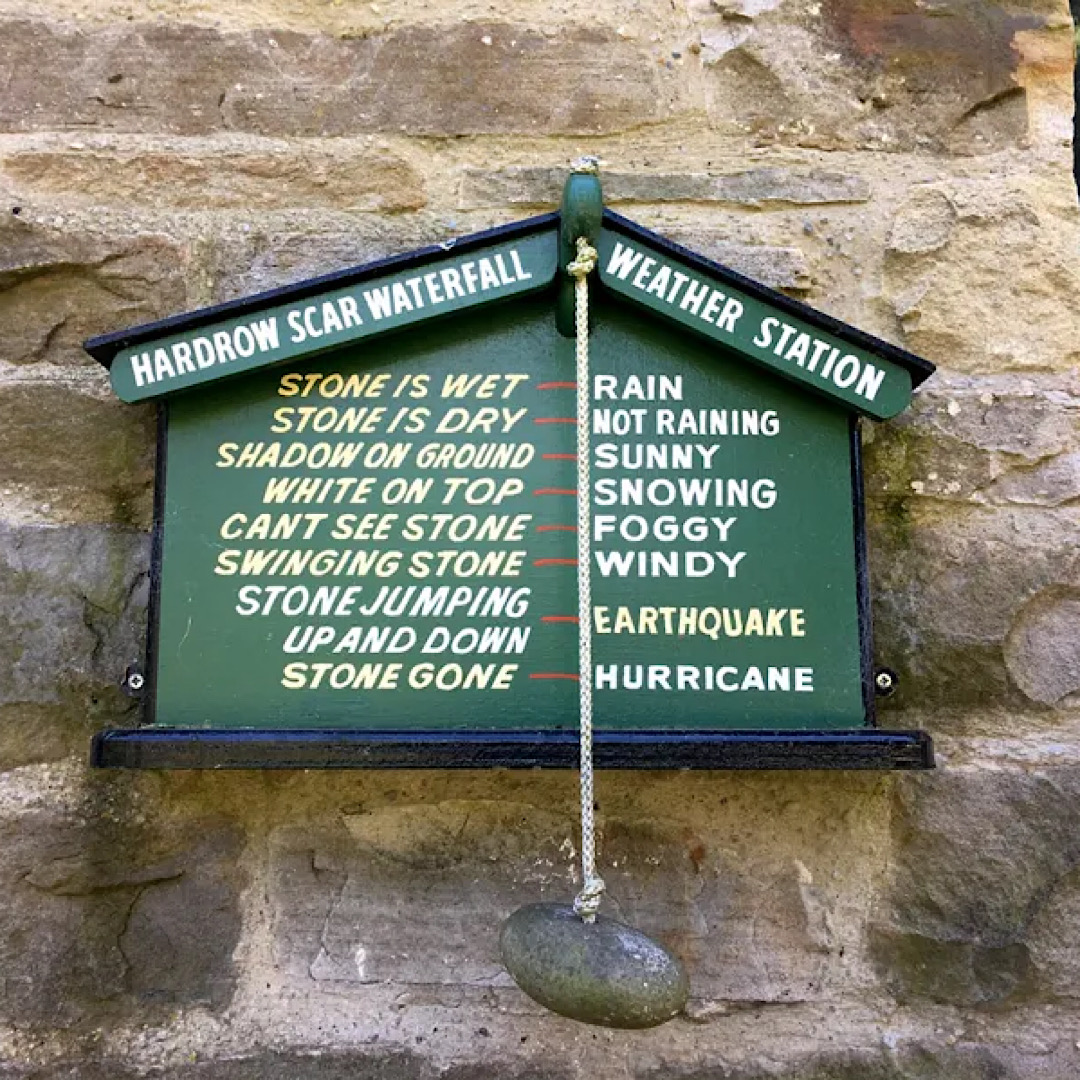 HARDROW SCAR WATERFALL WEATHER STATION
STONE IS WET — RAIN
STONE IS DRY — NOT RAINING
SHADOW ON GROUND — SUNNY
WHITE ON TOP — SNOWING
CANT SEE STONE — FOGGY
SWINGING STONE — WINDY
STONE JUMPING
UP AND DOWN — EARTHQUAKE
STONE GONE — HURRICANE